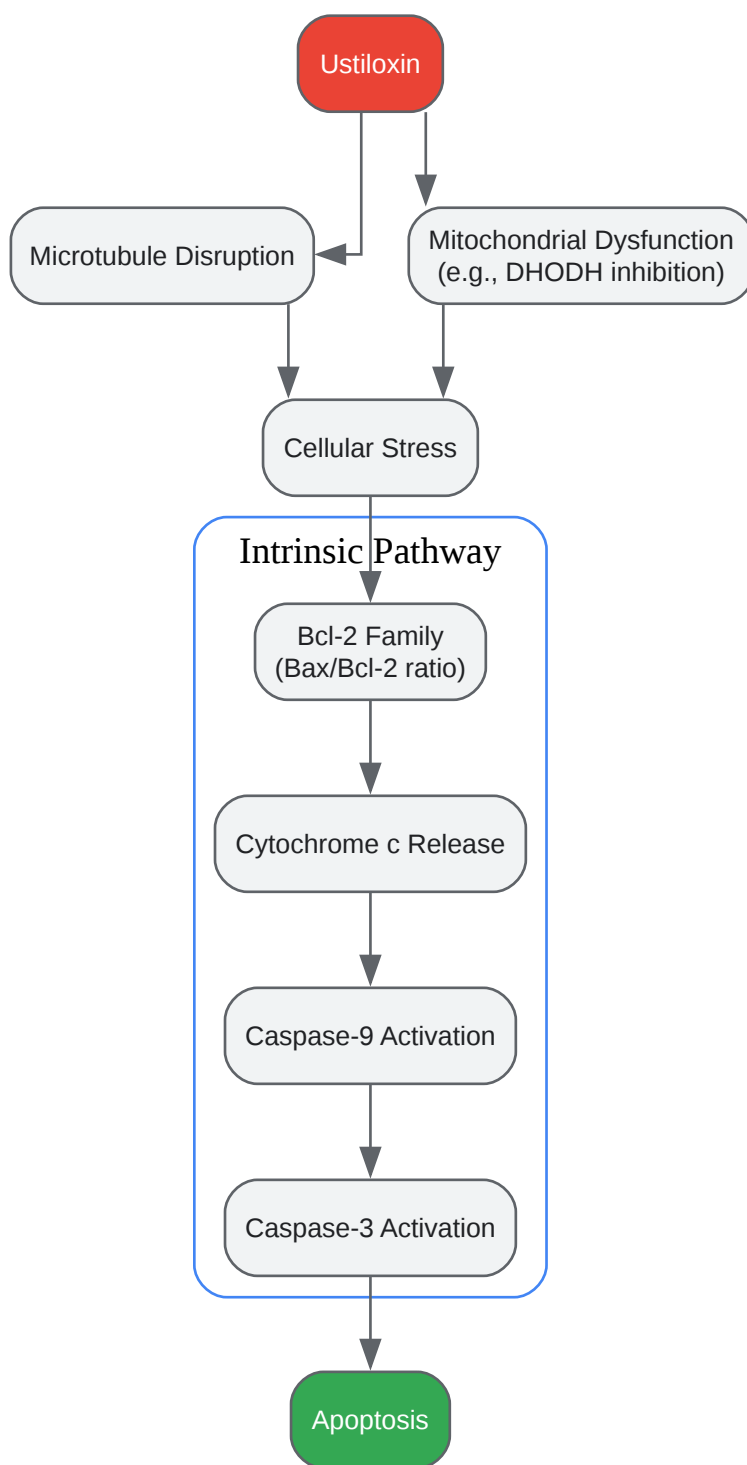 Ustiloxin
Microtubule Disruption
Mitochondrial Dysfunction
(e.g., DHODH inhibition)
Cellular Stress
Intrinsic Pathway
Bcl-2 Family
(Bax/Bcl-2 ratio)
Cytochrome c Release
Caspase-9 Activation
Caspase-3 Activation
Apoptosis